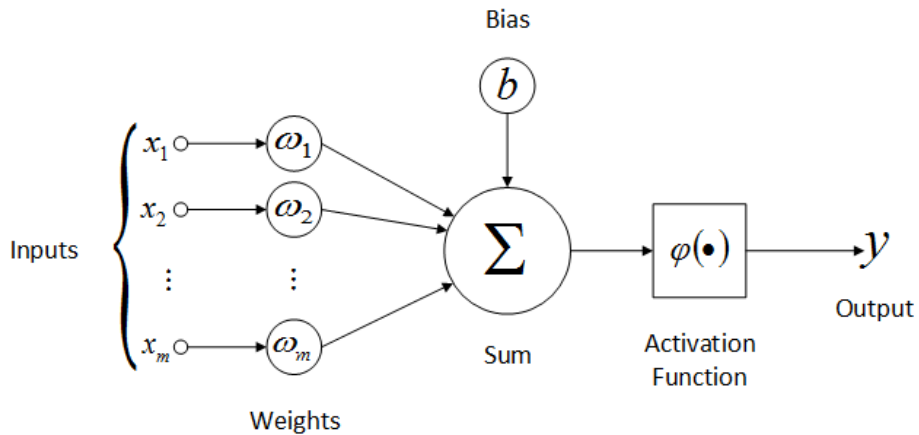 Bias
b
x₁ ω₁
x₂ ω₂
Inputs
⋮ ⋮
Σ
φ(•)
y
Output
xₘ ωₘ
Sum
Activation
Function
Weights